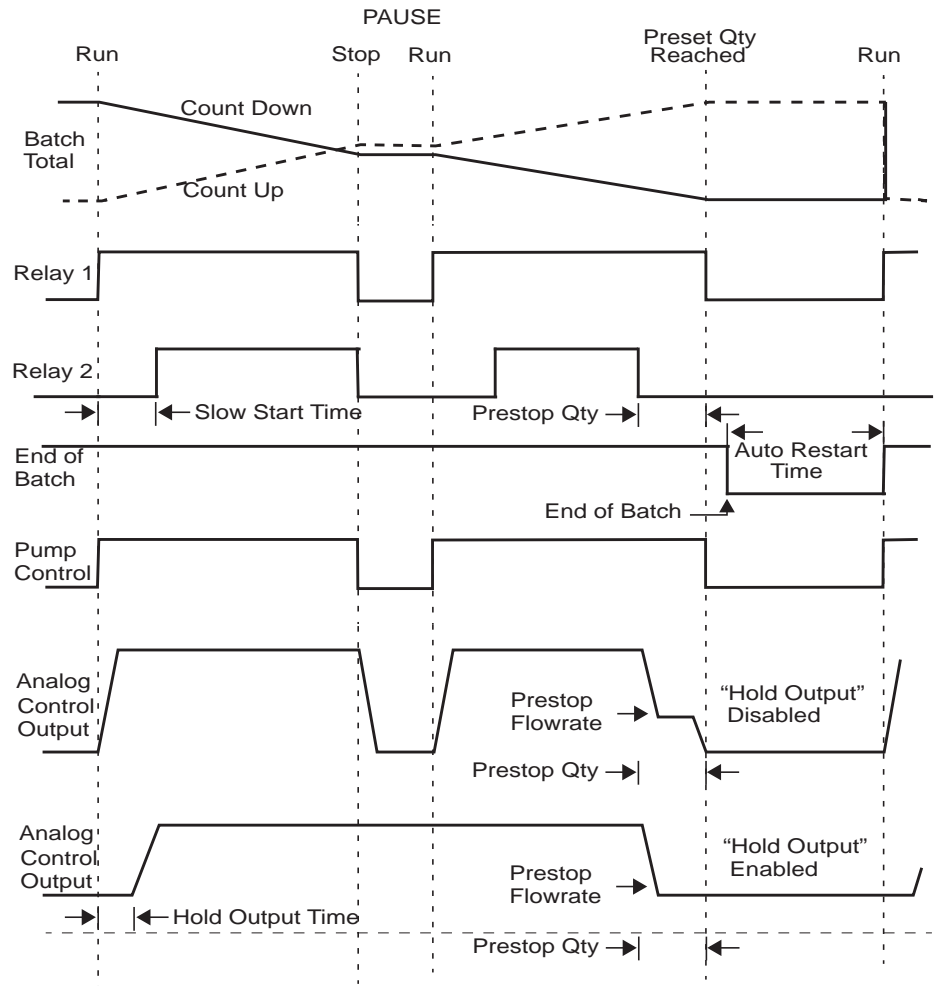 PAUSE
Run
Stop
Run
Preset Qty
Reached
Run
Count Down
Batch
Total
Count Up
Relay 1
Relay 2
Slow Start Time
Prestop Qty
End of
Batch
Auto Restart
Time
End of Batch
Pump
Control
Analog
Control
Output
Prestop
Flowrate
“Hold Output”
Disabled
Prestop Qty
Analog
Control
Output
Prestop
Flowrate
“Hold Output”
Enabled
Hold Output Time
Prestop Qty